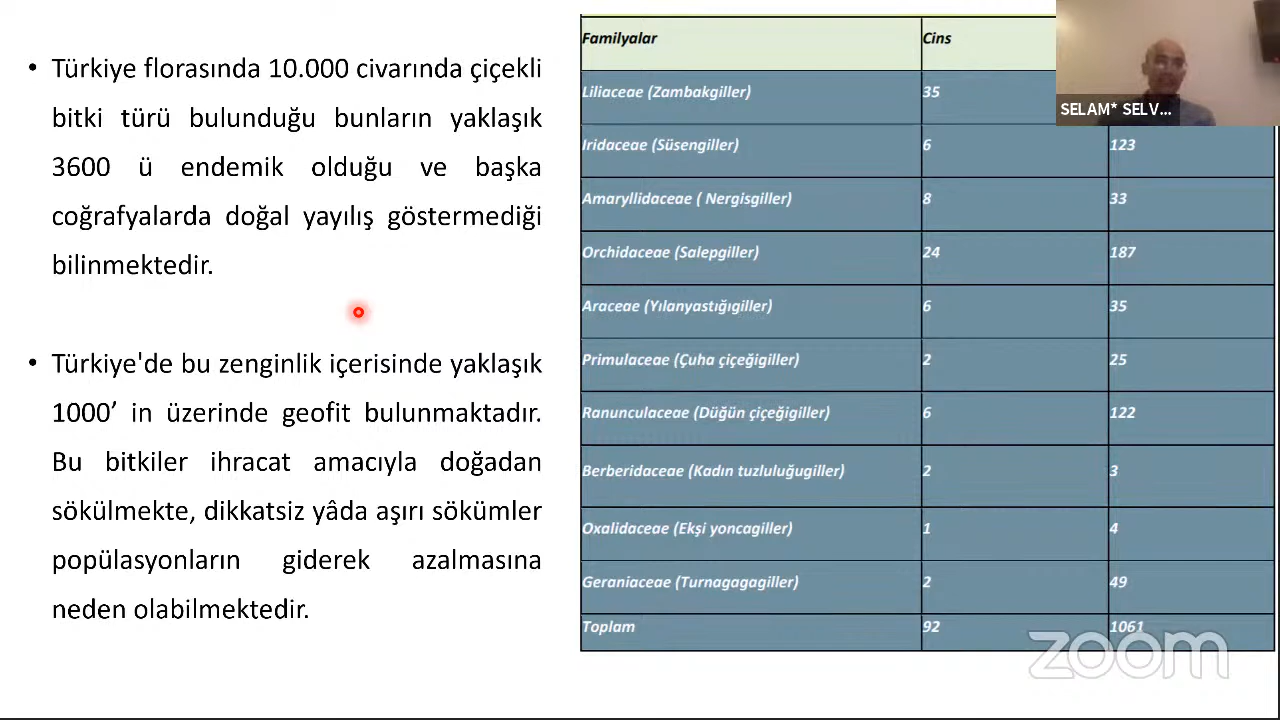 • Türkiye florasında 10.000 civarında çiçekli
bitki türü bulunduğu bunların yaklaşık
3600 ü endemik olduğu ve başka
coğrafyalarda doğal yayılış göstermediği
bilinmektedir.
• Türkiye'de bu zenginlik içerisinde yaklaşık
1000’ in üzerinde geofit bulunmaktadır.
Bu bitkiler ihracat amacıyla doğadan
sökülmekte, dikkatsiz yâda aşırı sökümler
popülasyonların giderek azalmasına
neden olabilmektedir.
Familyalar Cins
Liliaceae (Zambakgiller) 35
Iridaceae (Süsengiller) 6 123
Amaryllidaceae ( Nergisgiller) 8 33
Orchidaceae (Salepgiller) 24 187
Araceae (Yılanyastığıgiller) 6 35
Primulaceae (Çuha çiçeğigiller) 2 25
Ranunculaceae (Düğün çiçeğigiller) 6 122
Berberidaceae (Kadın tuzluluğugiller) 2 3
Oxalidaceae (Ekşi yoncagiller) 1 4
Geraniaceae (Turnagagagiller) 2 49
Toplam 92 1061
SELAM* SELV...
zoom